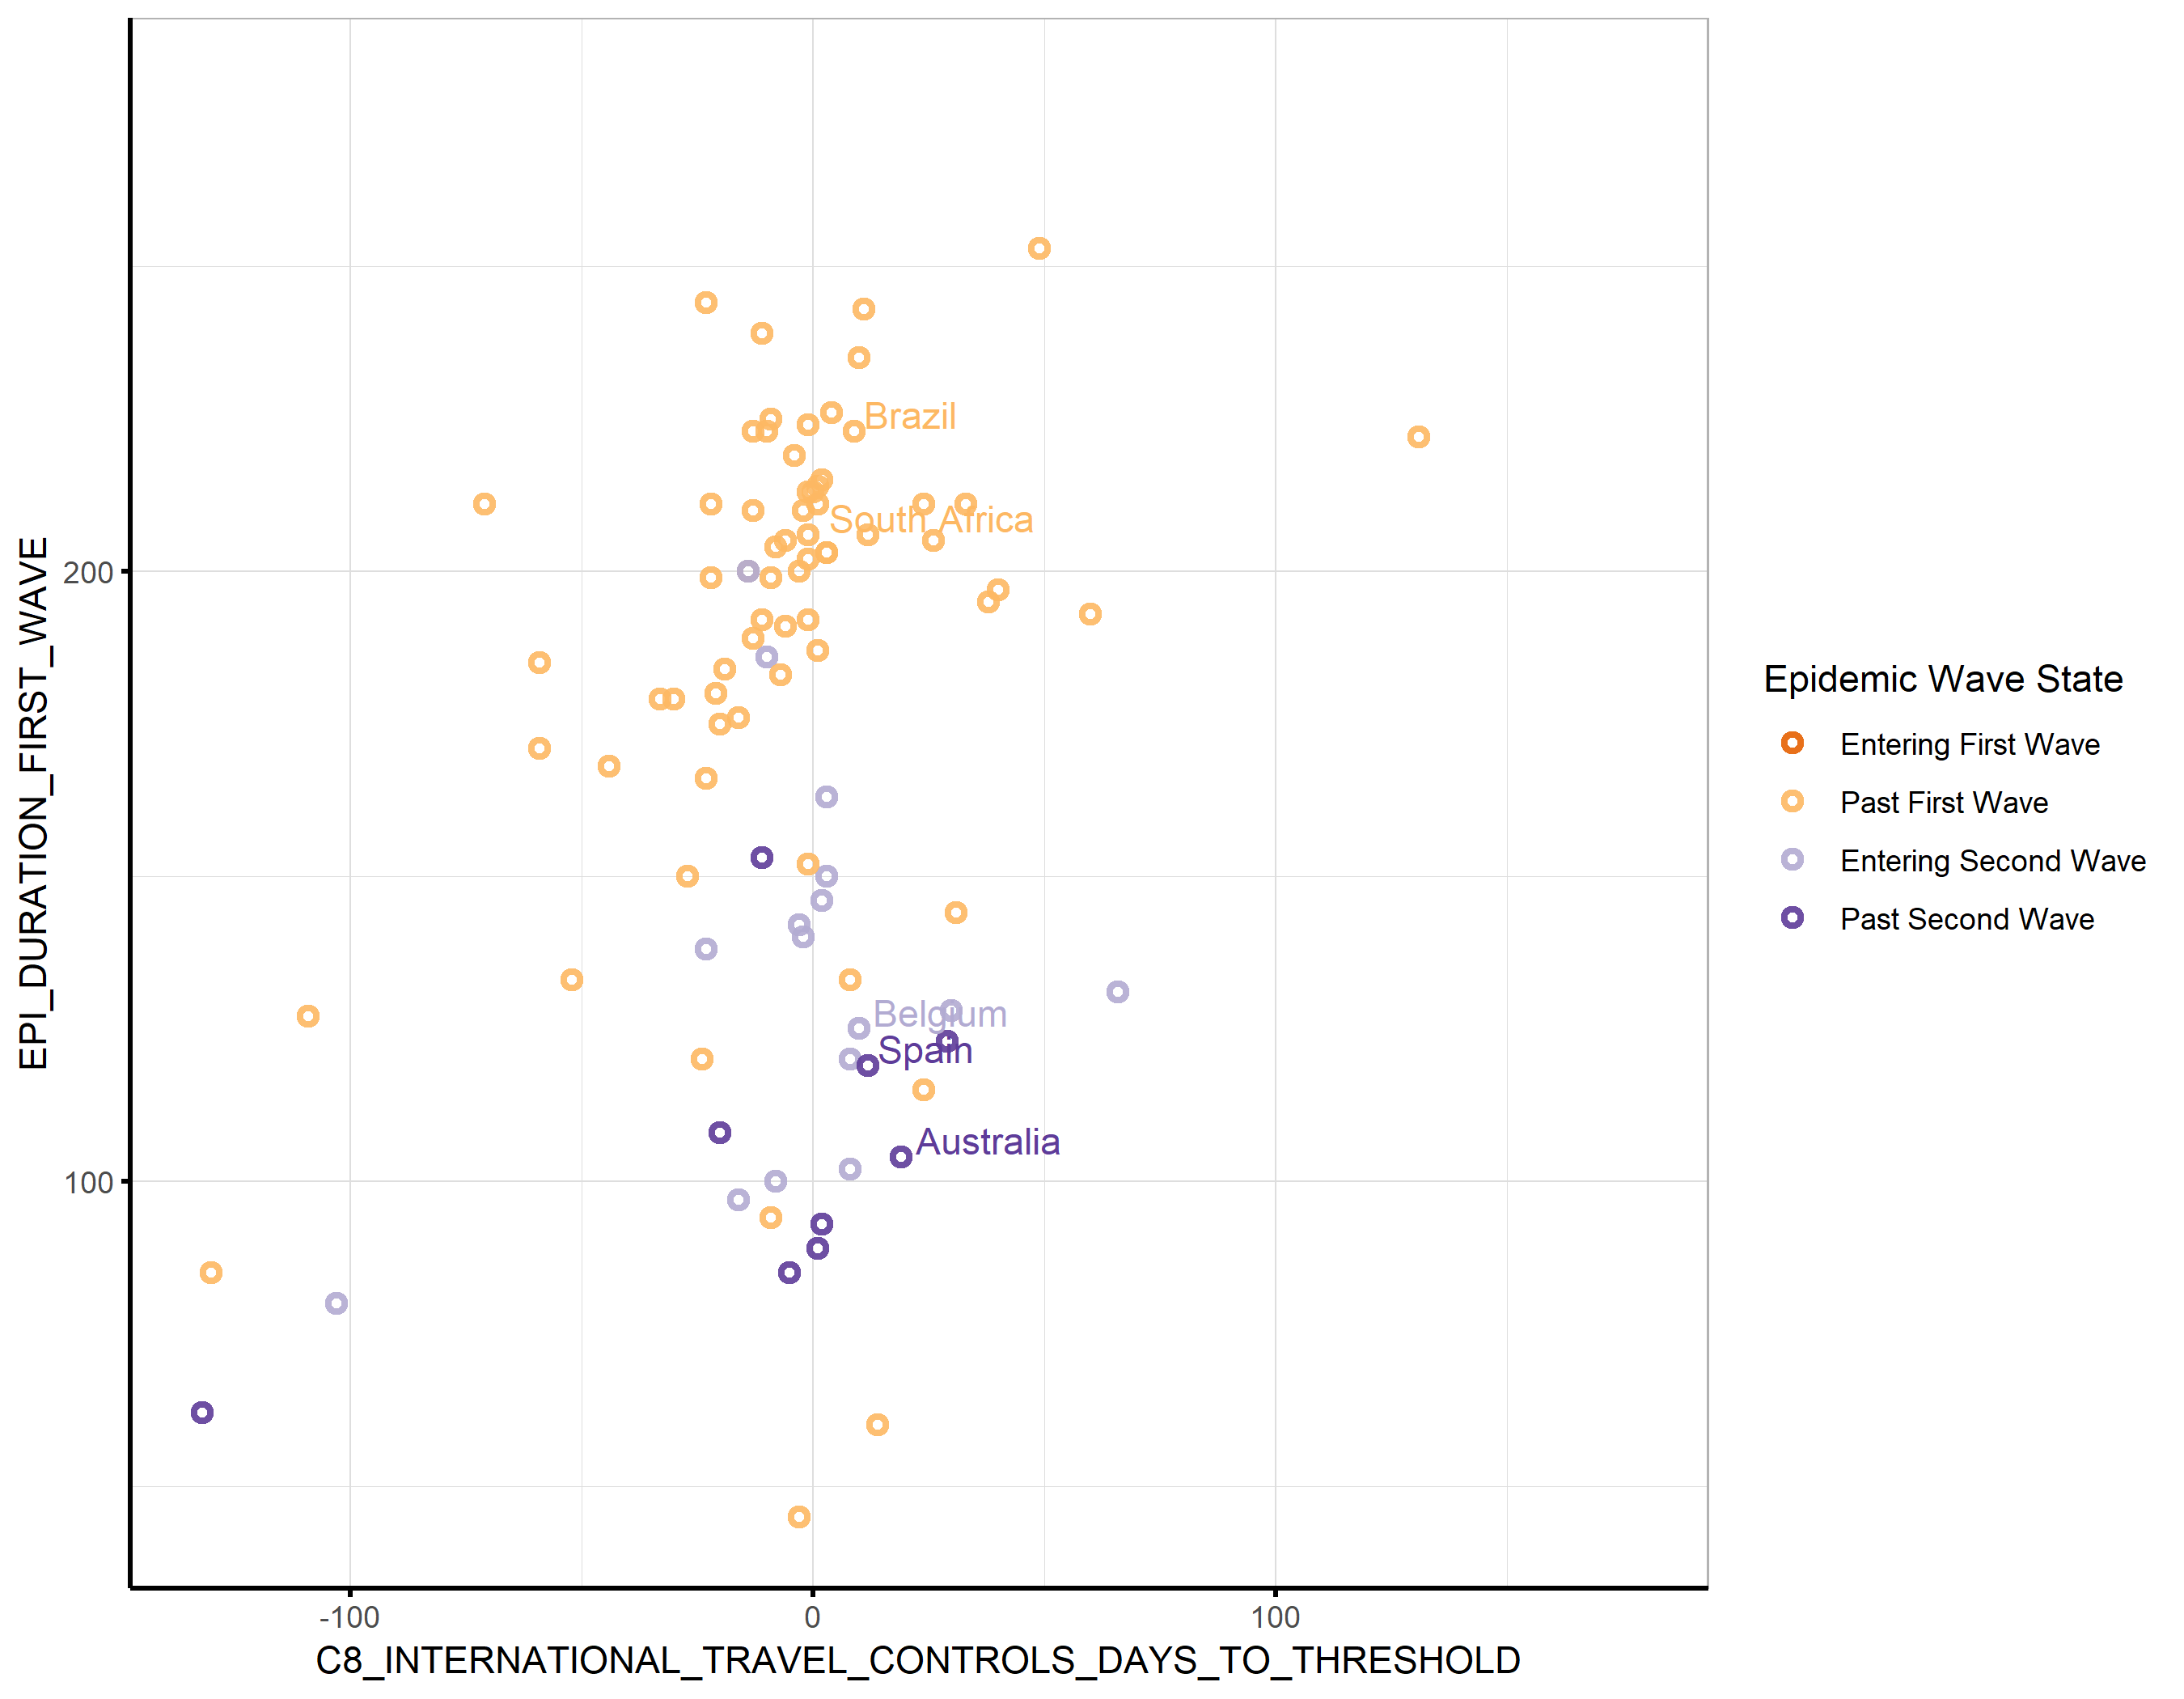 Brazil
South Africa
Belgium
Spain
Australia
200
100
EPI_DURATION_FIRST_WAVE
-100
0
100
C8_INTERNATIONAL_TRAVEL_CONTROLS_DAYS_TO_THRESHOLD
Epidemic Wave State
Entering First Wave
Past First Wave
Entering Second Wave
Past Second Wave